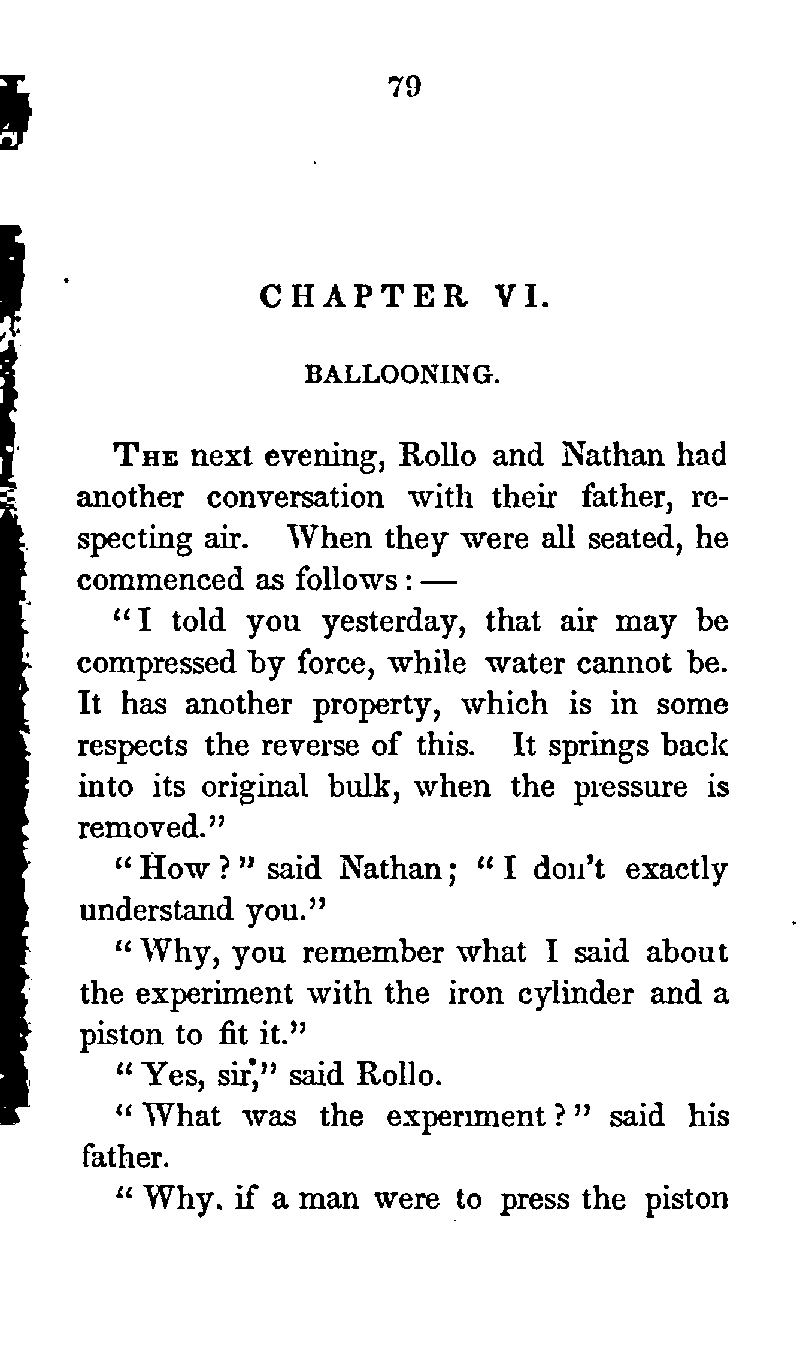 79
CHAPTER VI.
BALLOONING.
THE next evening, Rollo and Nathan had
another conversation with their father, re-
specting air. When they were all seated, he
commenced as follows: —
"I told you yesterday, that air may be
compressed by force, while water cannot be.
It has another property, which is in some
respects the reverse of this. It springs back
into its original bulk, when the pressure is
removed."
"How?" said Nathan; "I don't exactly
understand you."
"Why, you remember what I said about
the experiment with the iron cylinder and a
piston to fit it."
"Yes, sir," said Rollo.
"What was the experiment?" said his
father.
"Why. if a man were to press the piston